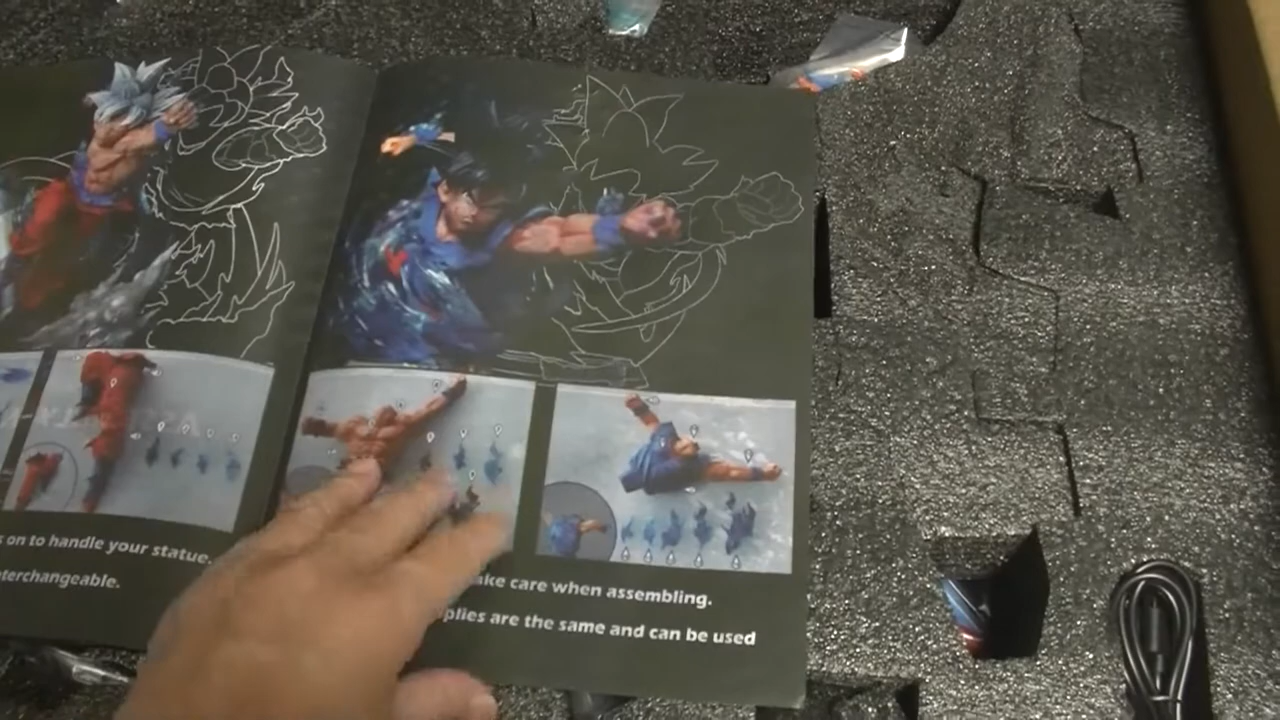 s on to handle your statue.
nterchangeable.
ake care when assembling.
plies are the same and can be used